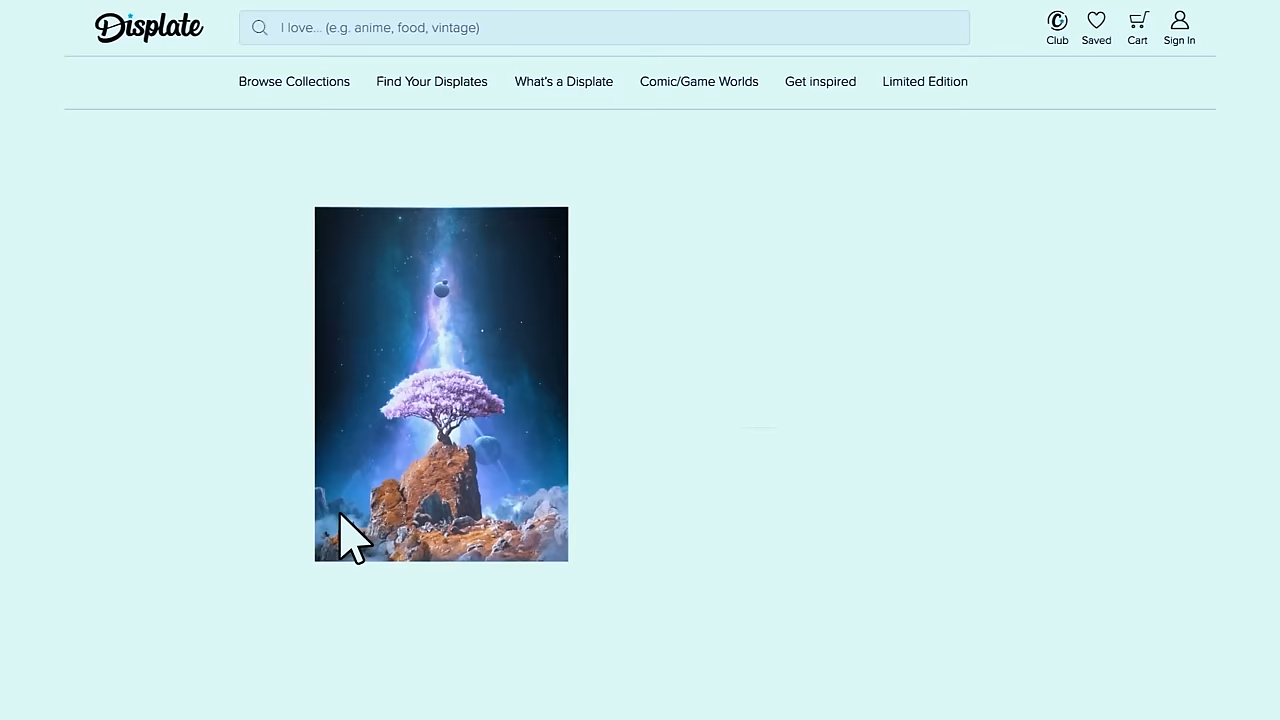 Displate
I love... (e.g. anime, food, vintage)
Club
Saved
Cart
Sign In
Browse Collections
Find Your Displates
What's a Displate
Comic/Game Worlds
Get inspired
Limited Edition